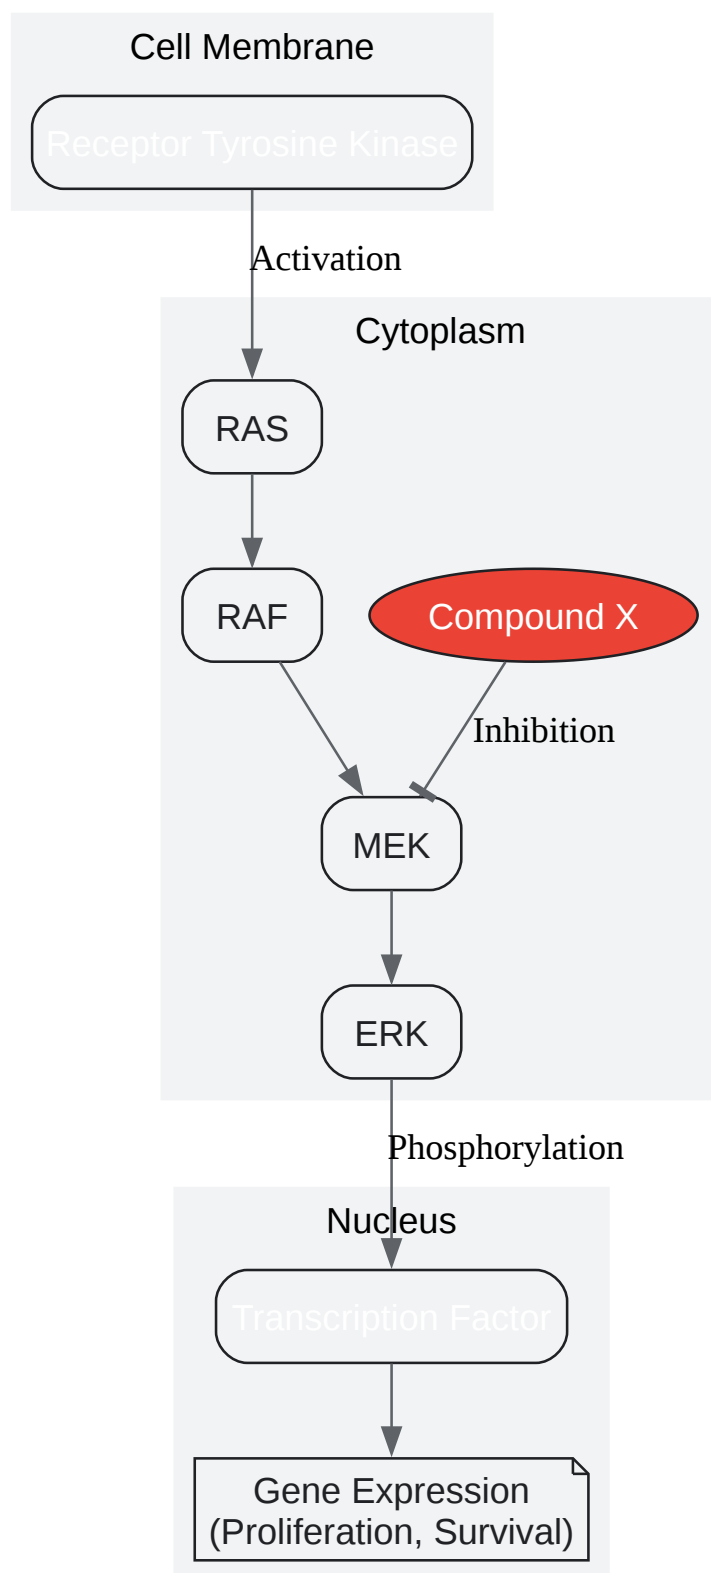 Cell Membrane
Receptor Tyrosine Kinase
Activation
Cytoplasm
RAS
RAF
Compound X
Inhibition
MEK
ERK
Phosphorylation
Nucleus
Transcription Factor
Gene Expression
(Proliferation, Survival)